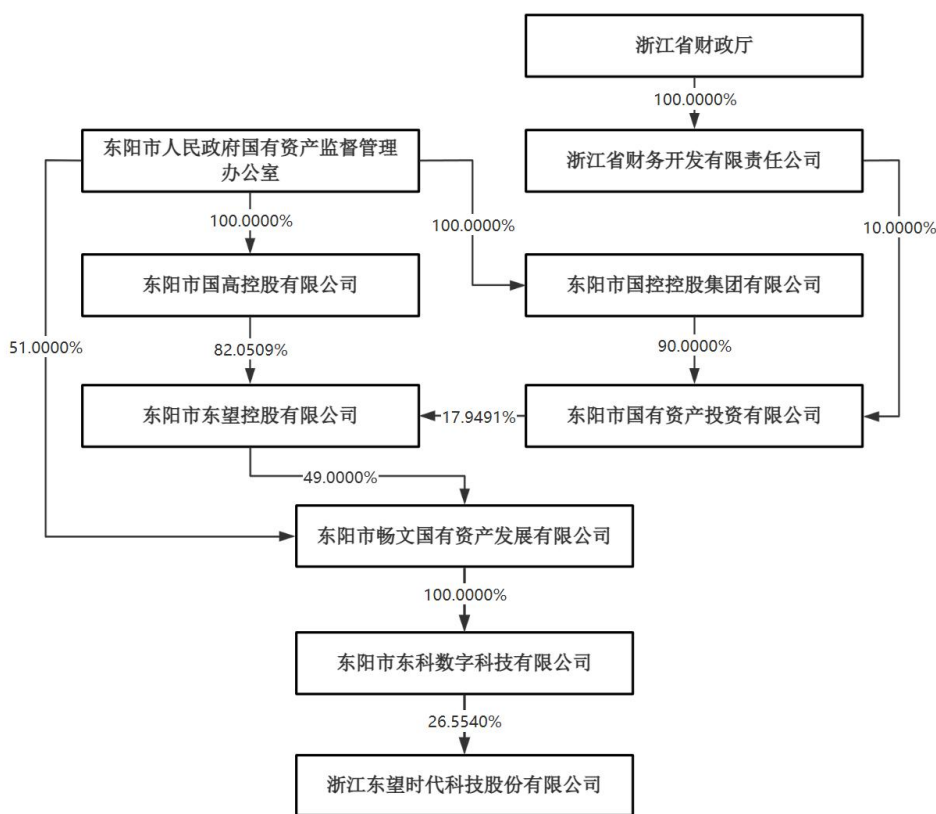 浙江省财政厅
100.0000%
东阳市人民政府国有资产监督管理
办公室
浙江省财务开发有限责任公司
100.0000%
100.0000%
10.0000%
东阳市国高控股有限公司
东阳市国控控股集团有限公司
51.0000%
82.0509%
90.0000%
东阳市东望控股有限公司
17.9491%
东阳市国有资产投资有限公司
49.0000%
东阳市畅文国有资产发展有限公司
100.0000%
东阳市东科数字科技有限公司
26.5540%
浙江东望时代科技股份有限公司